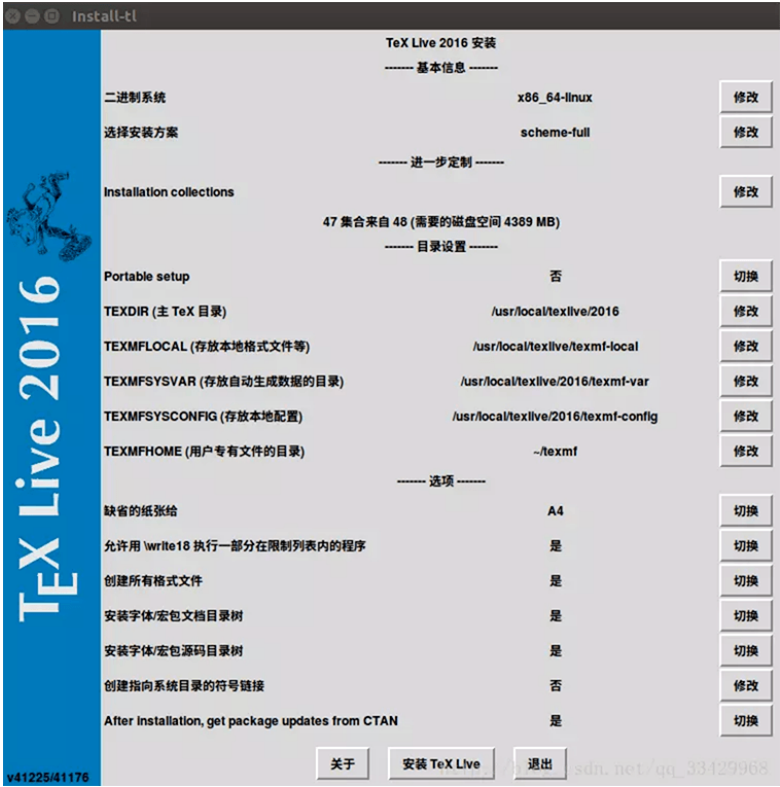 Install-tl
TeX Live 2016 安装
------- 基本信息 -------
二进制系统 x86_64-linux 修改
选择安装方案 scheme-full 修改
------- 进一步定制 -------
Installation collections 修改
47 集合来自 48 (需要的磁盘空间 4389 MB)
------- 目录设置 -------
Portable setup 否 切换
TEXDIR (主 TeX 目录) /usr/local/texlive/2016 修改
TEXMFLOCAL (存放本地格式文件等) /usr/local/texlive/texmf-local 修改
TEXMFSYSVAR (存放自动生成数据的目录) /usr/local/texlive/2016/texmf-var 修改
TEXMFSYSCONFIG (存放本地配置) /usr/local/texlive/2016/texmf-config 修改
TEXMFHOME (用户专有文件的目录) ~/texmf 修改
------- 选项 -------
缺省的纸张给 A4 切换
允许用 \write18 执行一部分在限制列表内的程序 是 切换
创建所有格式文件 是 切换
安装字体/宏包文档目录树 是 切换
安装字体/宏包源码目录树 是 切换
创建指向系统目录的符号链接 否 修改
After installation, get package updates from CTAN 是 切换
关于 安装 TeX Live 退出
TEX Live 2016
v41225/41176
sdn.net/qq_33429968